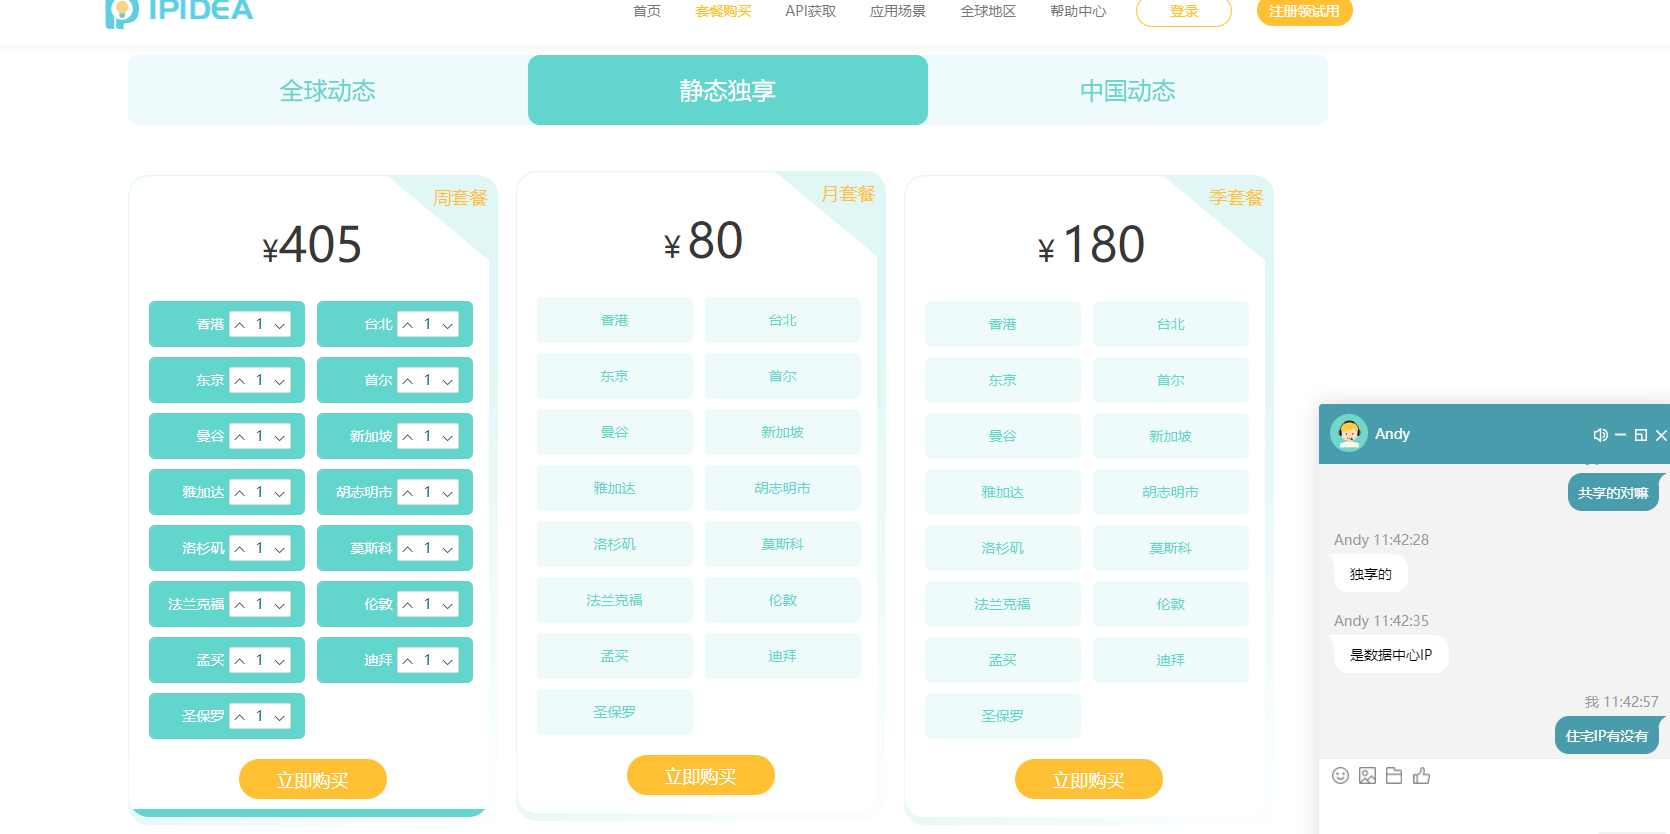 IPIDEA
首页 套餐购买 API获取 应用场景 全球地区 帮助中心 登录 注册领试用
全球动态 静态独享 中国动态
周套餐
¥405
香港 1 台北 1
东京 1 首尔 1
曼谷 1 新加坡 1
雅加达 1 胡志明市 1
洛杉矶 1 莫斯科 1
法兰克福 1 伦敦 1
孟买 1 迪拜 1
圣保罗 1
立即购买
月套餐
¥ 80
香港 台北
东京 首尔
曼谷 新加坡
雅加达 胡志明市
洛杉矶 莫斯科
法兰克福 伦敦
孟买 迪拜
圣保罗
立即购买
季套餐
¥ 180
香港 台北
东京 首尔
曼谷 新加坡
雅加达 胡志明市
洛杉矶 莫斯科
法兰克福 伦敦
孟买 迪拜
圣保罗
立即购买
Andy
共享的对嘛
Andy 11:42:28
独享的
Andy 11:42:35
是数据中心IP
我 11:42:57
住宅IP有没有